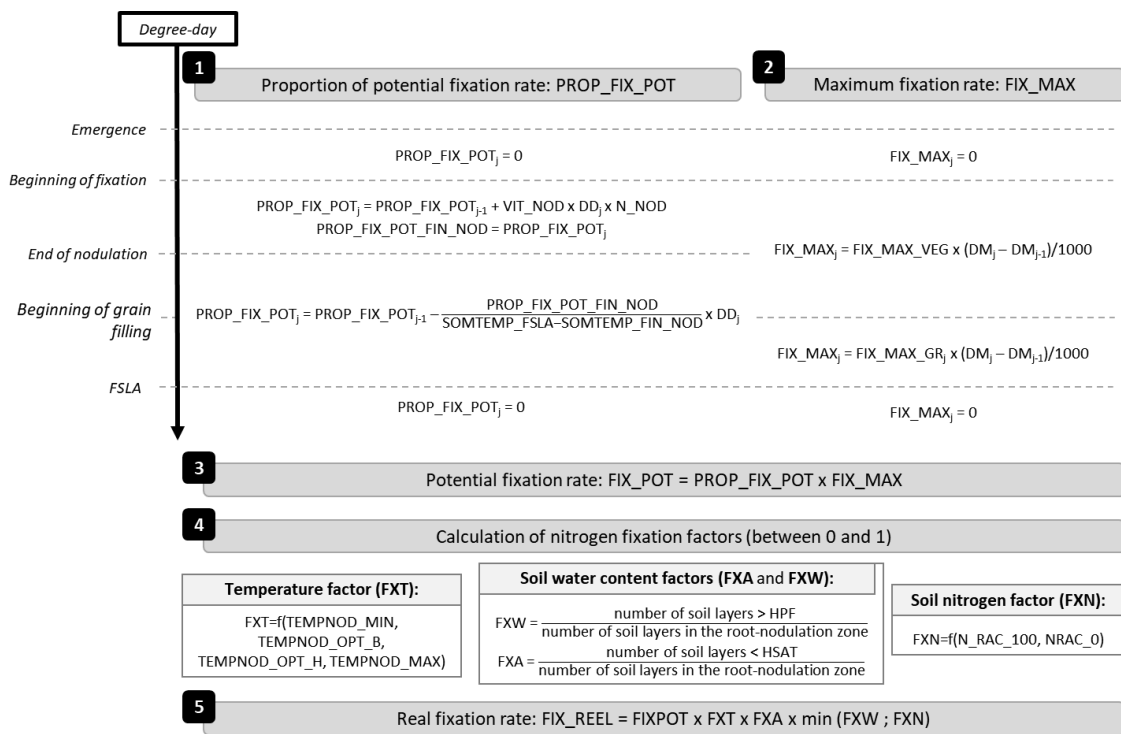 Degree-day
1
Proportion of potential fixation rate: PROP_FIX_POT
2
Maximum fixation rate: FIX_MAX
Emergence
PROP_FIX_POTj = 0
FIX_MAXj = 0
Beginning of fixation
PROP_FIX_POTj = PROP_FIX_POTj-1 + VIT_NOD x DDj x N_NOD
PROP_FIX_POT_FIN_NOD = PROP_FIX_POTj
End of nodulation
FIX_MAXj = FIX_MAX_VEG x (DMj – DMj-1)/1000
Beginning of grain
filling
PROP_FIX_POTj = PROP_FIX_POTj-1 − PROP_FIX_POT_FIN_NOD
SOMTEMP_FSLA−SOMTEMP_FIN_NOD x DDj
FIX_MAXj = FIX_MAX_GRj x (DMj – DMj-1)/1000
FSLA
PROP_FIX_POTj = 0
FIX_MAXj = 0
3
Potential fixation rate: FIX_POT = PROP_FIX_POT x FIX_MAX
4
Calculation of nitrogen fixation factors (between 0 and 1)
Temperature factor (FXT):
FXT=f(TEMPNOD_MIN,
TEMPNOD_OPT_B,
TEMPNOD_OPT_H, TEMPNOD_MAX)
Soil water content factors (FXA and FXW):
FXW = number of soil layers > HPF
number of soil layers in the root-nodulation zone
FXA = number of soil layers < HSAT
number of soil layers in the root-nodulation zone
Soil nitrogen factor (FXN):
FXN=f(N_RAC_100, NRAC_0)
5
Real fixation rate: FIX_REEL = FIXPOT x FXT x FXA x min (FXW ; FXN)